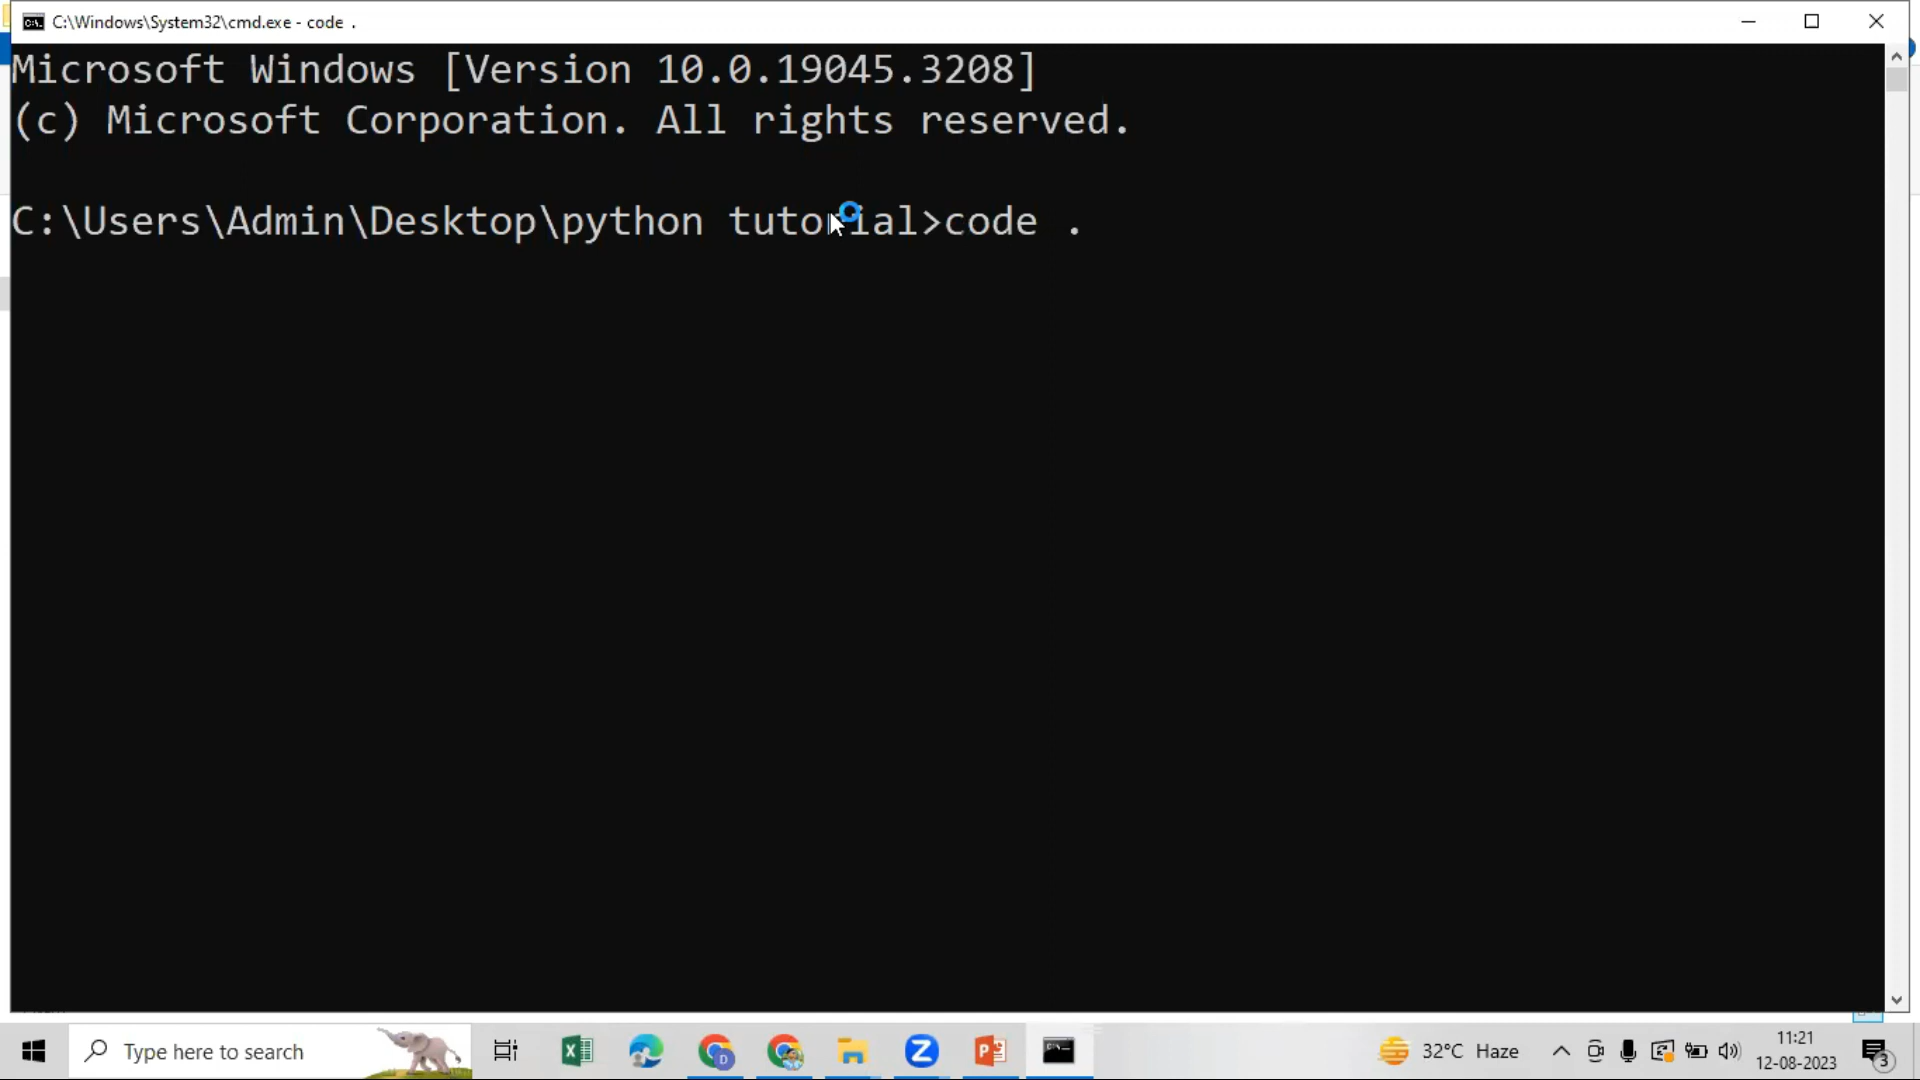 C:\Windows\System32\cmd.exe - code .
Microsoft Windows [Version 10.0.19045.3208]
(c) Microsoft Corporation. All rights reserved.
C:\Users\Admin\Desktop\python tutorial>code .
Type here to search
32°C Haze
11:21
12-08-2023
3